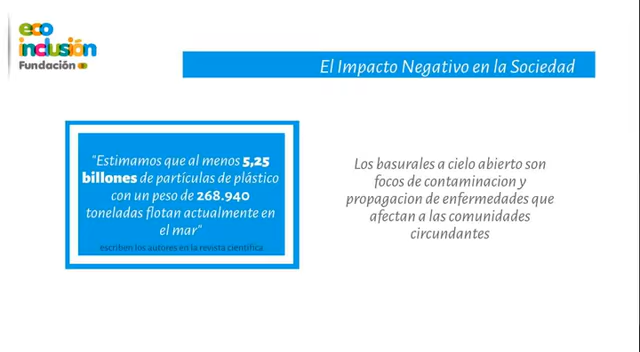 eco
inclusión
Fundación
El Impacto Negativo en la Sociedad
"Estimamos que al menos 5,25
billones de partículas de plástico
con un peso de 268.940
toneladas flotan actualmente en
el mar"
escriben los autores en la revista científica
Los basurales a cielo abierto son
focos de contaminacion y
propagacion de enfermedades que
afectan a las comunidades
circundantes